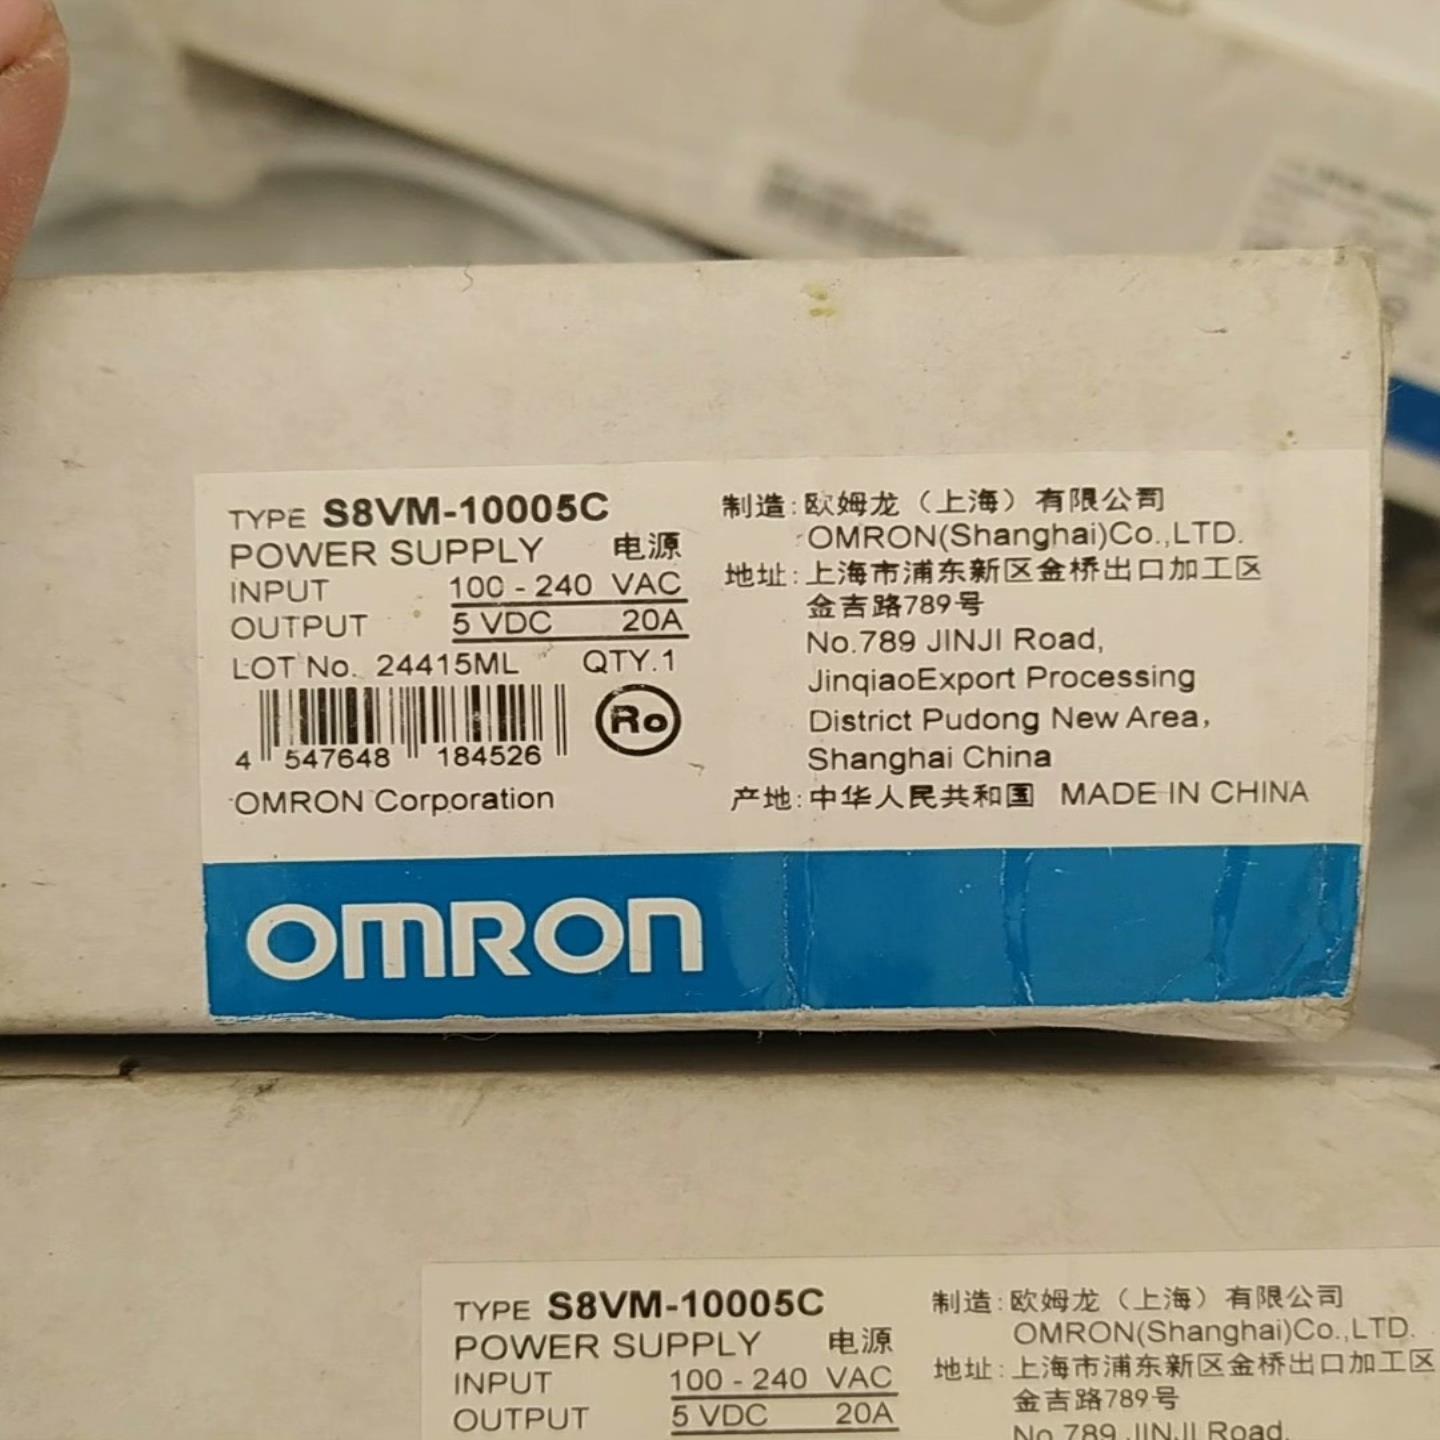 TYPE S8VM-10005C
POWER SUPPLY 电源
INPUT 100 - 240 VAC
OUTPUT 5 VDC 20A
LOT No. 24415ML QTY.1
Ro
4 547648 184526
OMRON Corporation
制造:欧姆龙（上海）有限公司
OMRON(Shanghai)Co.,LTD.
地址:上海市浦东新区金桥出口加工区
金吉路789号
No.789 JINJI Road,
JinqiaoExport Processing
District Pudong New Area,
Shanghai China
产地:中华人民共和国 MADE IN CHINA
OMRON
TYPE S8VM-10005C
POWER SUPPLY 电源
INPUT 100 - 240 VAC
OUTPUT 5 VDC 20A
制造:欧姆龙（上海）有限公司
OMRON(Shanghai)Co.,LTD.
地址:上海市浦东新区金桥出口加工区
金吉路789号
No.789 JINJI Road,